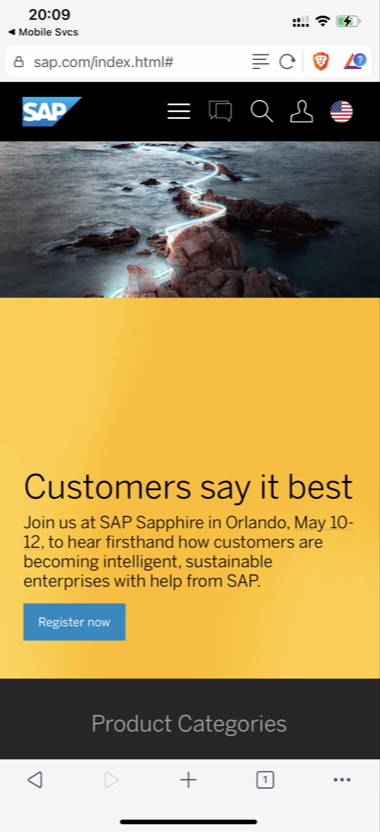 20:09
◀ Mobile Svcs
sap.com/index.html#
SAP
Customers say it best
Join us at SAP Sapphire in Orlando, May 10-
12, to hear firsthand how customers are
becoming intelligent, sustainable
enterprises with help from SAP.
Register now
Product Categories
1